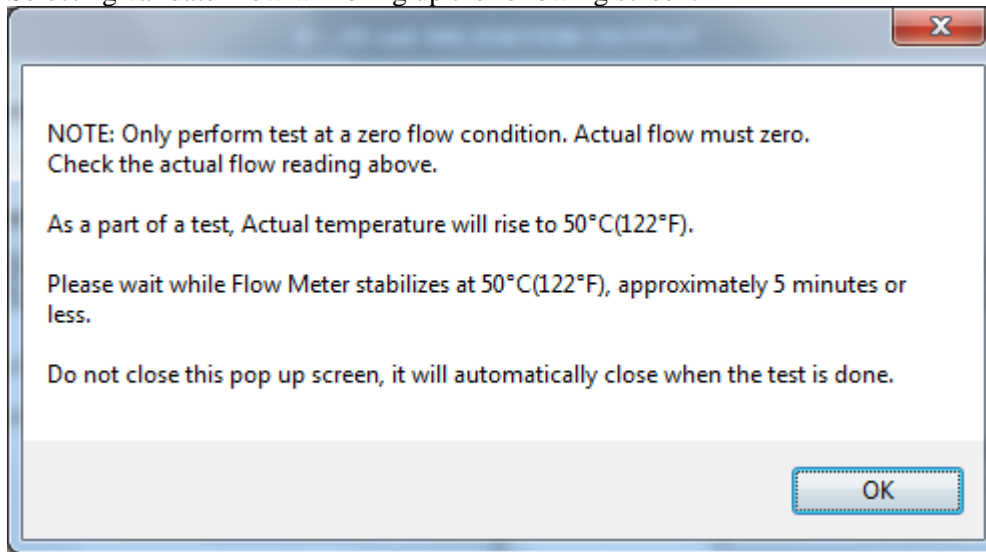 NOTE: Only perform test at a zero flow condition. Actual flow must zero.
Check the actual flow reading above.
As a part of a test, Actual temperature will rise to 50°C(122°F).
Please wait while Flow Meter stabilizes at 50°C(122°F), approximately 5 minutes or
less.
Do not close this pop up screen, it will automatically close when the test is done.
OK